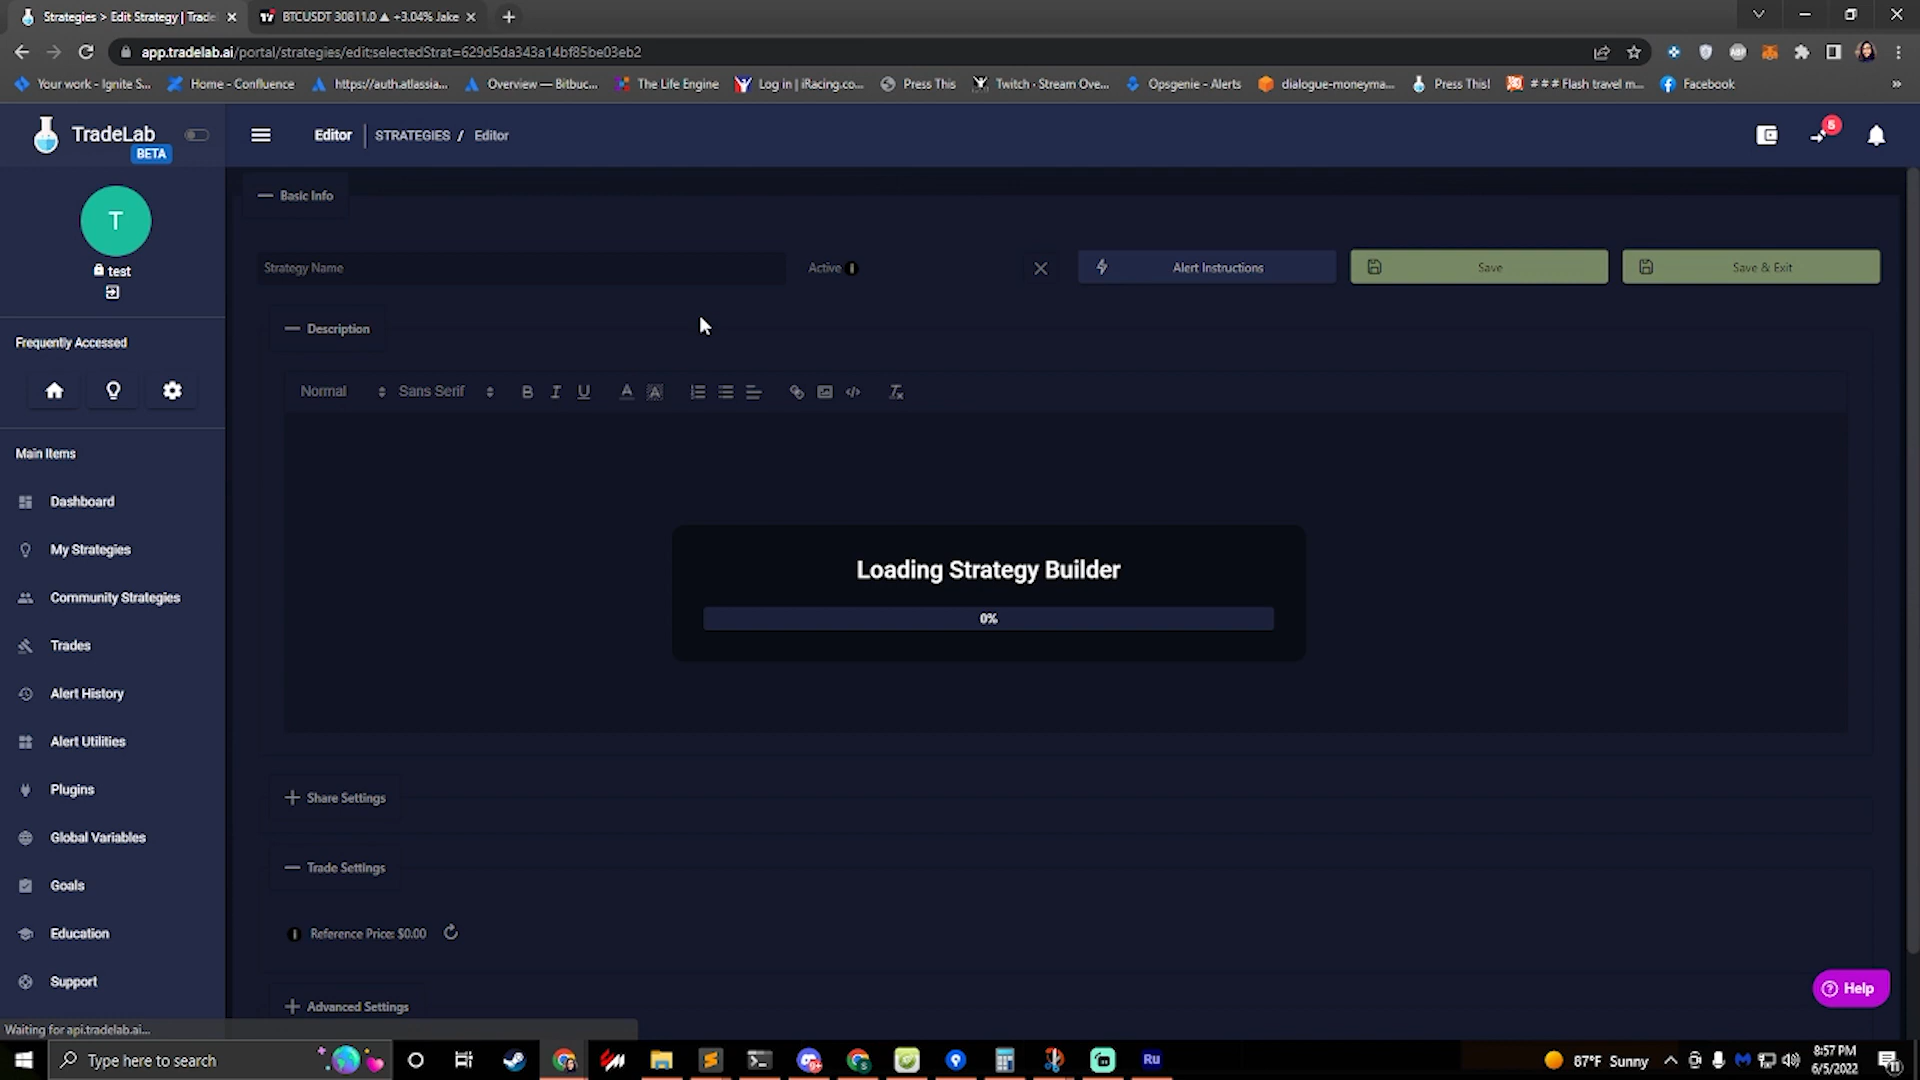 Strategies > Edit Strategy | Trade
BTCUSDT 30811.0 ▲ +3.04% Jake
app.tradelab.ai/portal/strategies/edit;selectedStrat=629d5da343a14bf85be03eb2
Your work - Ignite S...
Home - Confluence
https://auth.atlassia...
Overview — Bitbuc...
The Life Engine
Log in | iRacing.co...
Press This
Twitch - Stream Ove...
Opsgenie - Alerts
dialogue-moneyma...
Press This!
# # # Flash travel m...
Facebook
»
TradeLab
BETA
Editor
STRATEGIES / Editor
5
T
test
Frequently Accessed
Main Items
Dashboard
My Strategies
Community Strategies
Trades
Alert History
Alert Utilities
Plugins
Global Variables
Goals
Education
Support
Waiting for api.tradelab.ai...
Basic Info
Strategy Name
Active
Alert Instructions
Save
Save & Exit
Description
Normal
Sans Serif
B I U A A
Loading Strategy Builder
0%
Share Settings
Trade Settings
Reference Price: $0.00
Advanced Settings
Help
Type here to search
Ru
87°F Sunny
8:57 PM
6/5/2022